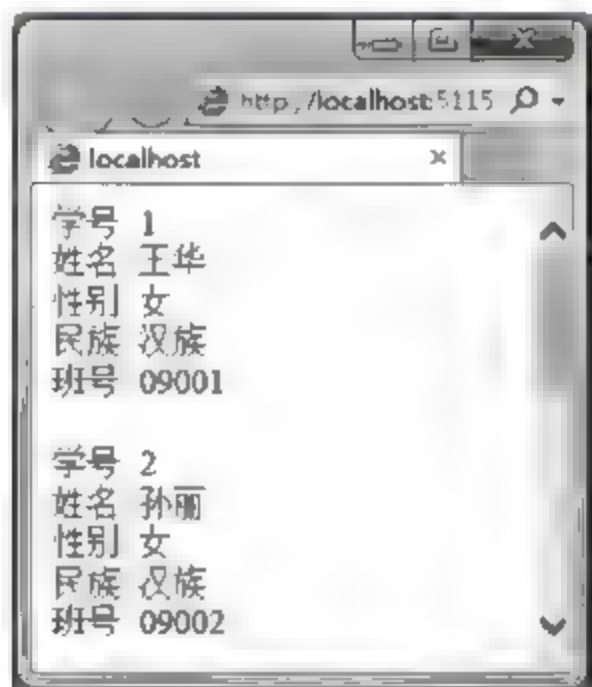 http://localhost:5115
localhost
学号 1
姓名 王华
性别 女
民族 汉族
班号 09001
学号 2
姓名 孙丽
性别 女
民族 汉族
班号 09002